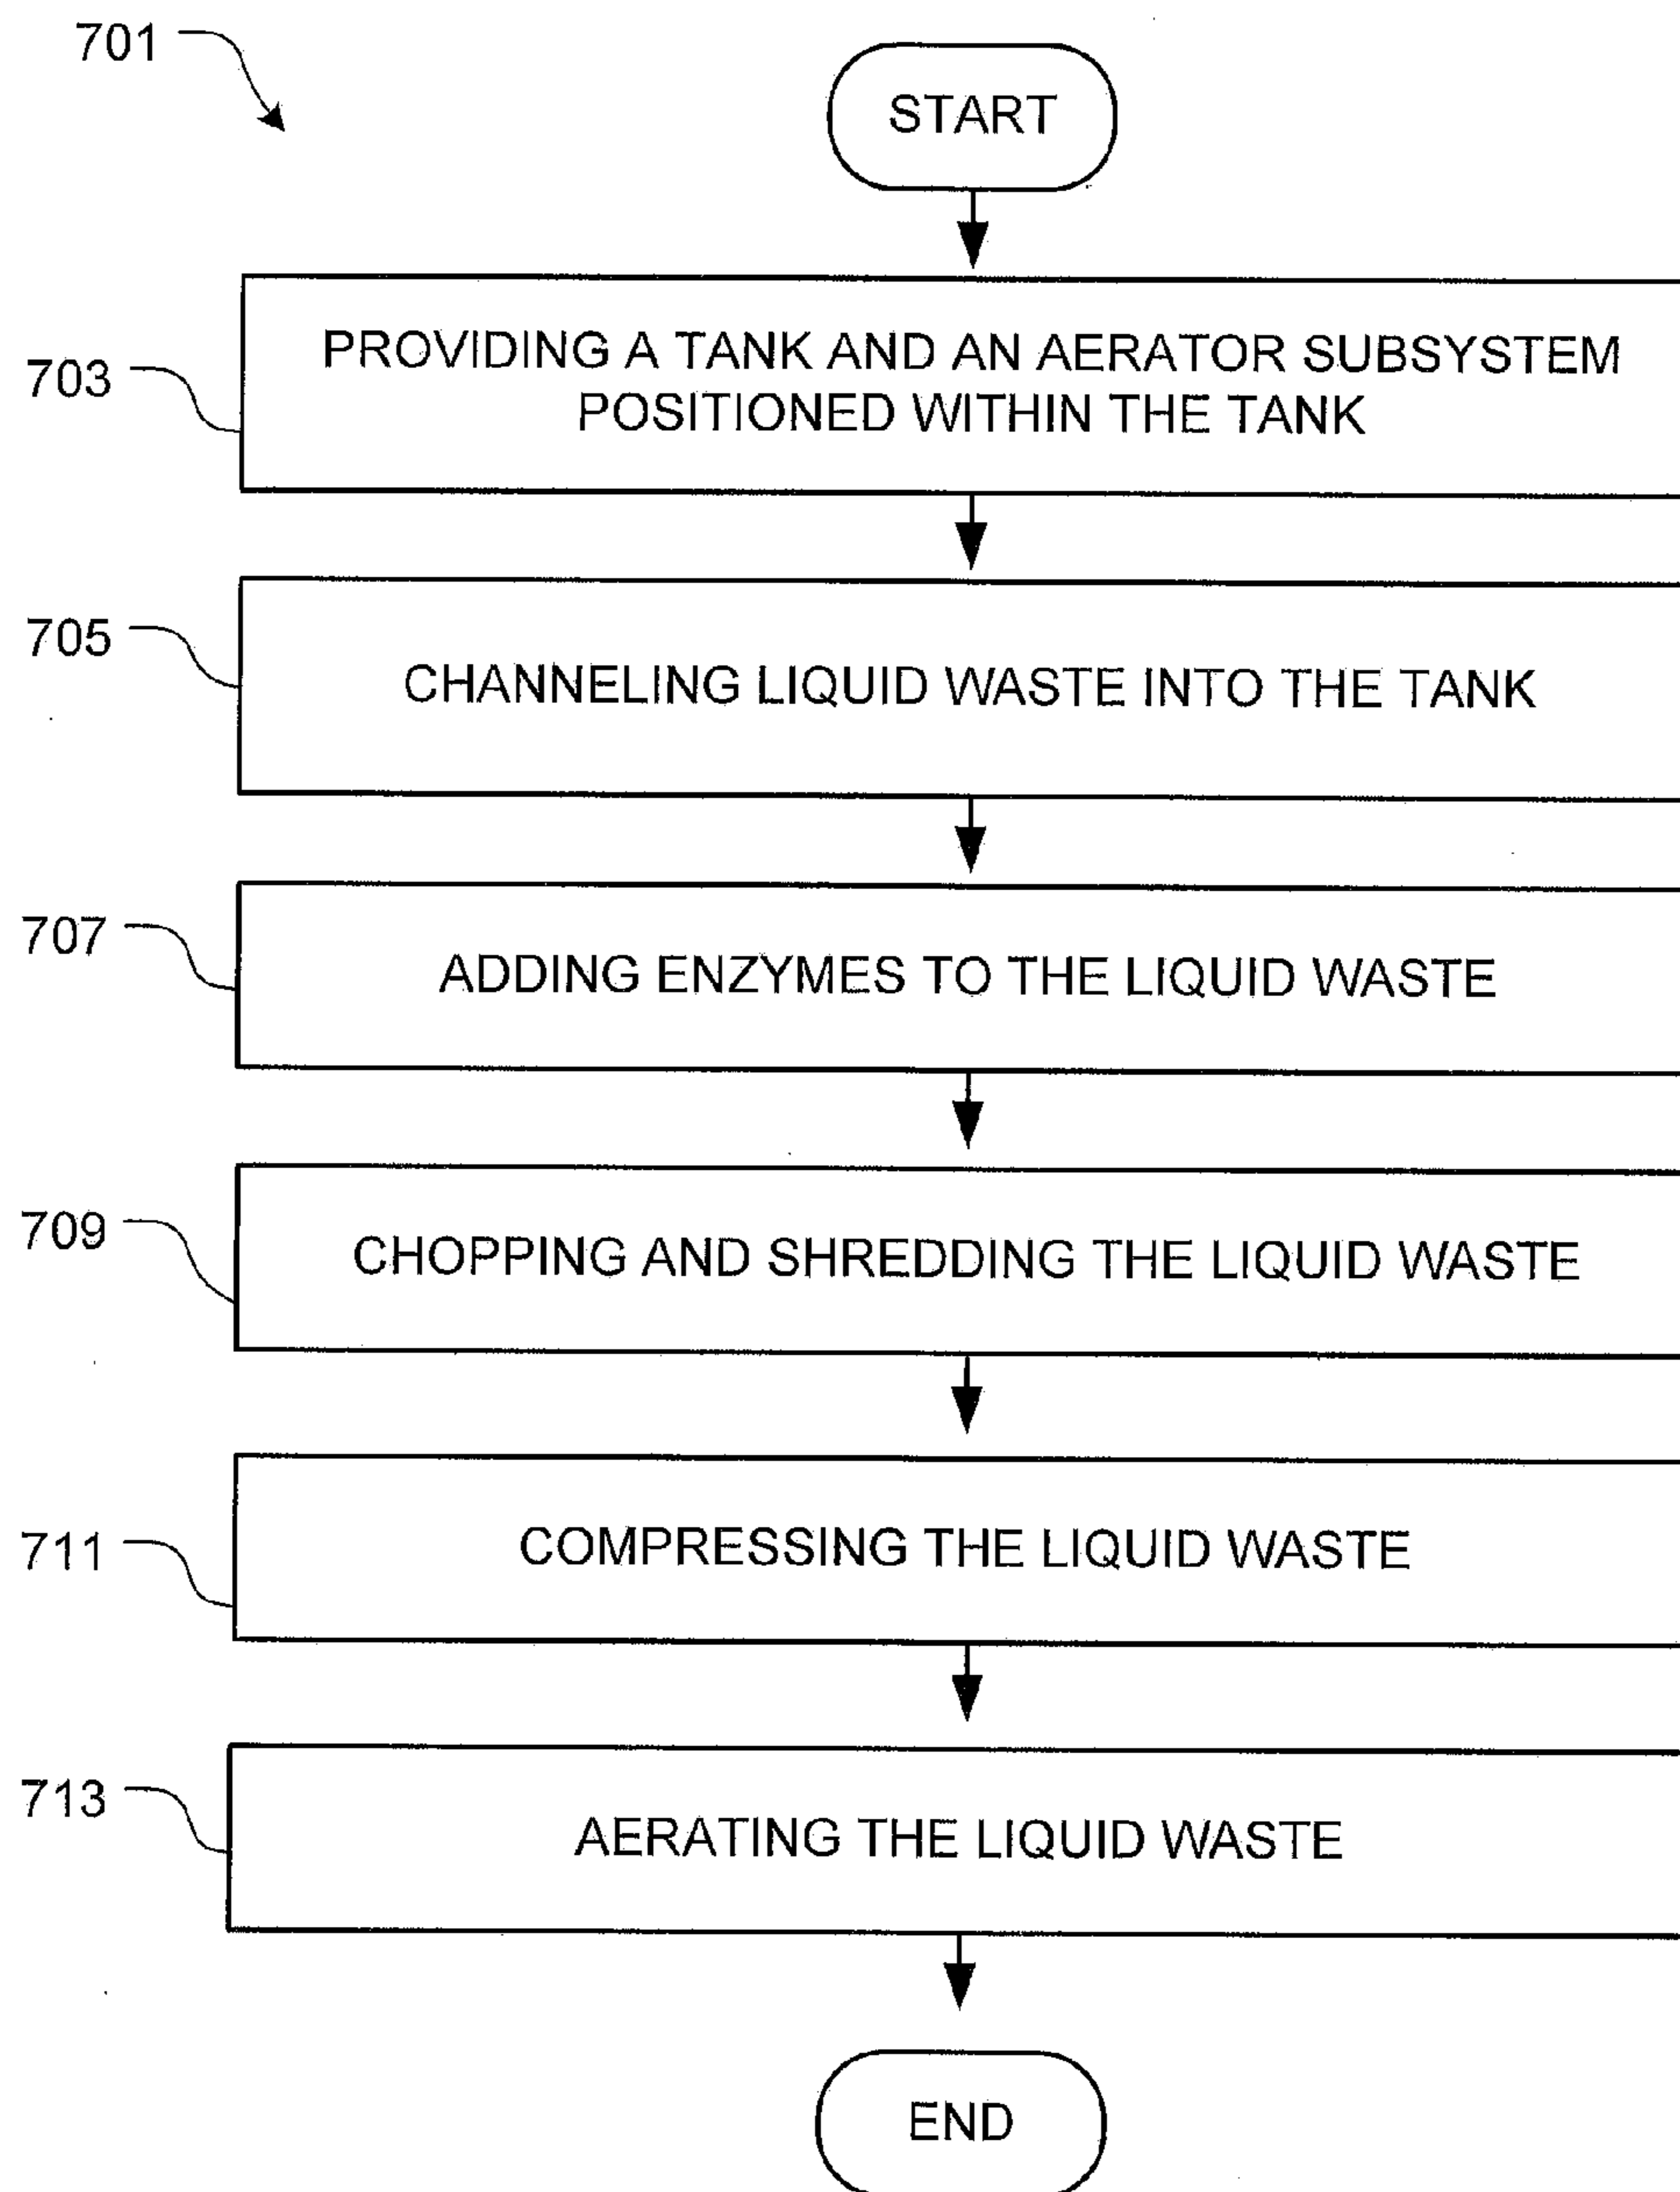 701
START
703
PROVIDING A TANK AND AN AERATOR SUBSYSTEM
POSITIONED WITHIN THE TANK
705
CHANNELING LIQUID WASTE INTO THE TANK
707
ADDING ENZYMES TO THE LIQUID WASTE
709
CHOPPING AND SHREDDING THE LIQUID WASTE
711
COMPRESSING THE LIQUID WASTE
713
AERATING THE LIQUID WASTE
END